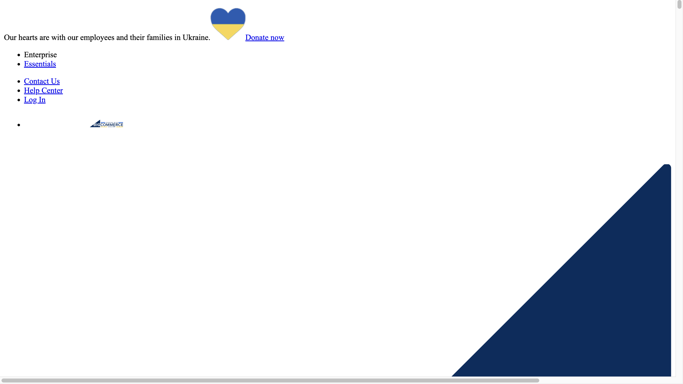 Our hearts are with our employees and their families in Ukraine. Donate now
Enterprise
Essentials
Contact Us
Help Center
Log In
COMMERCE